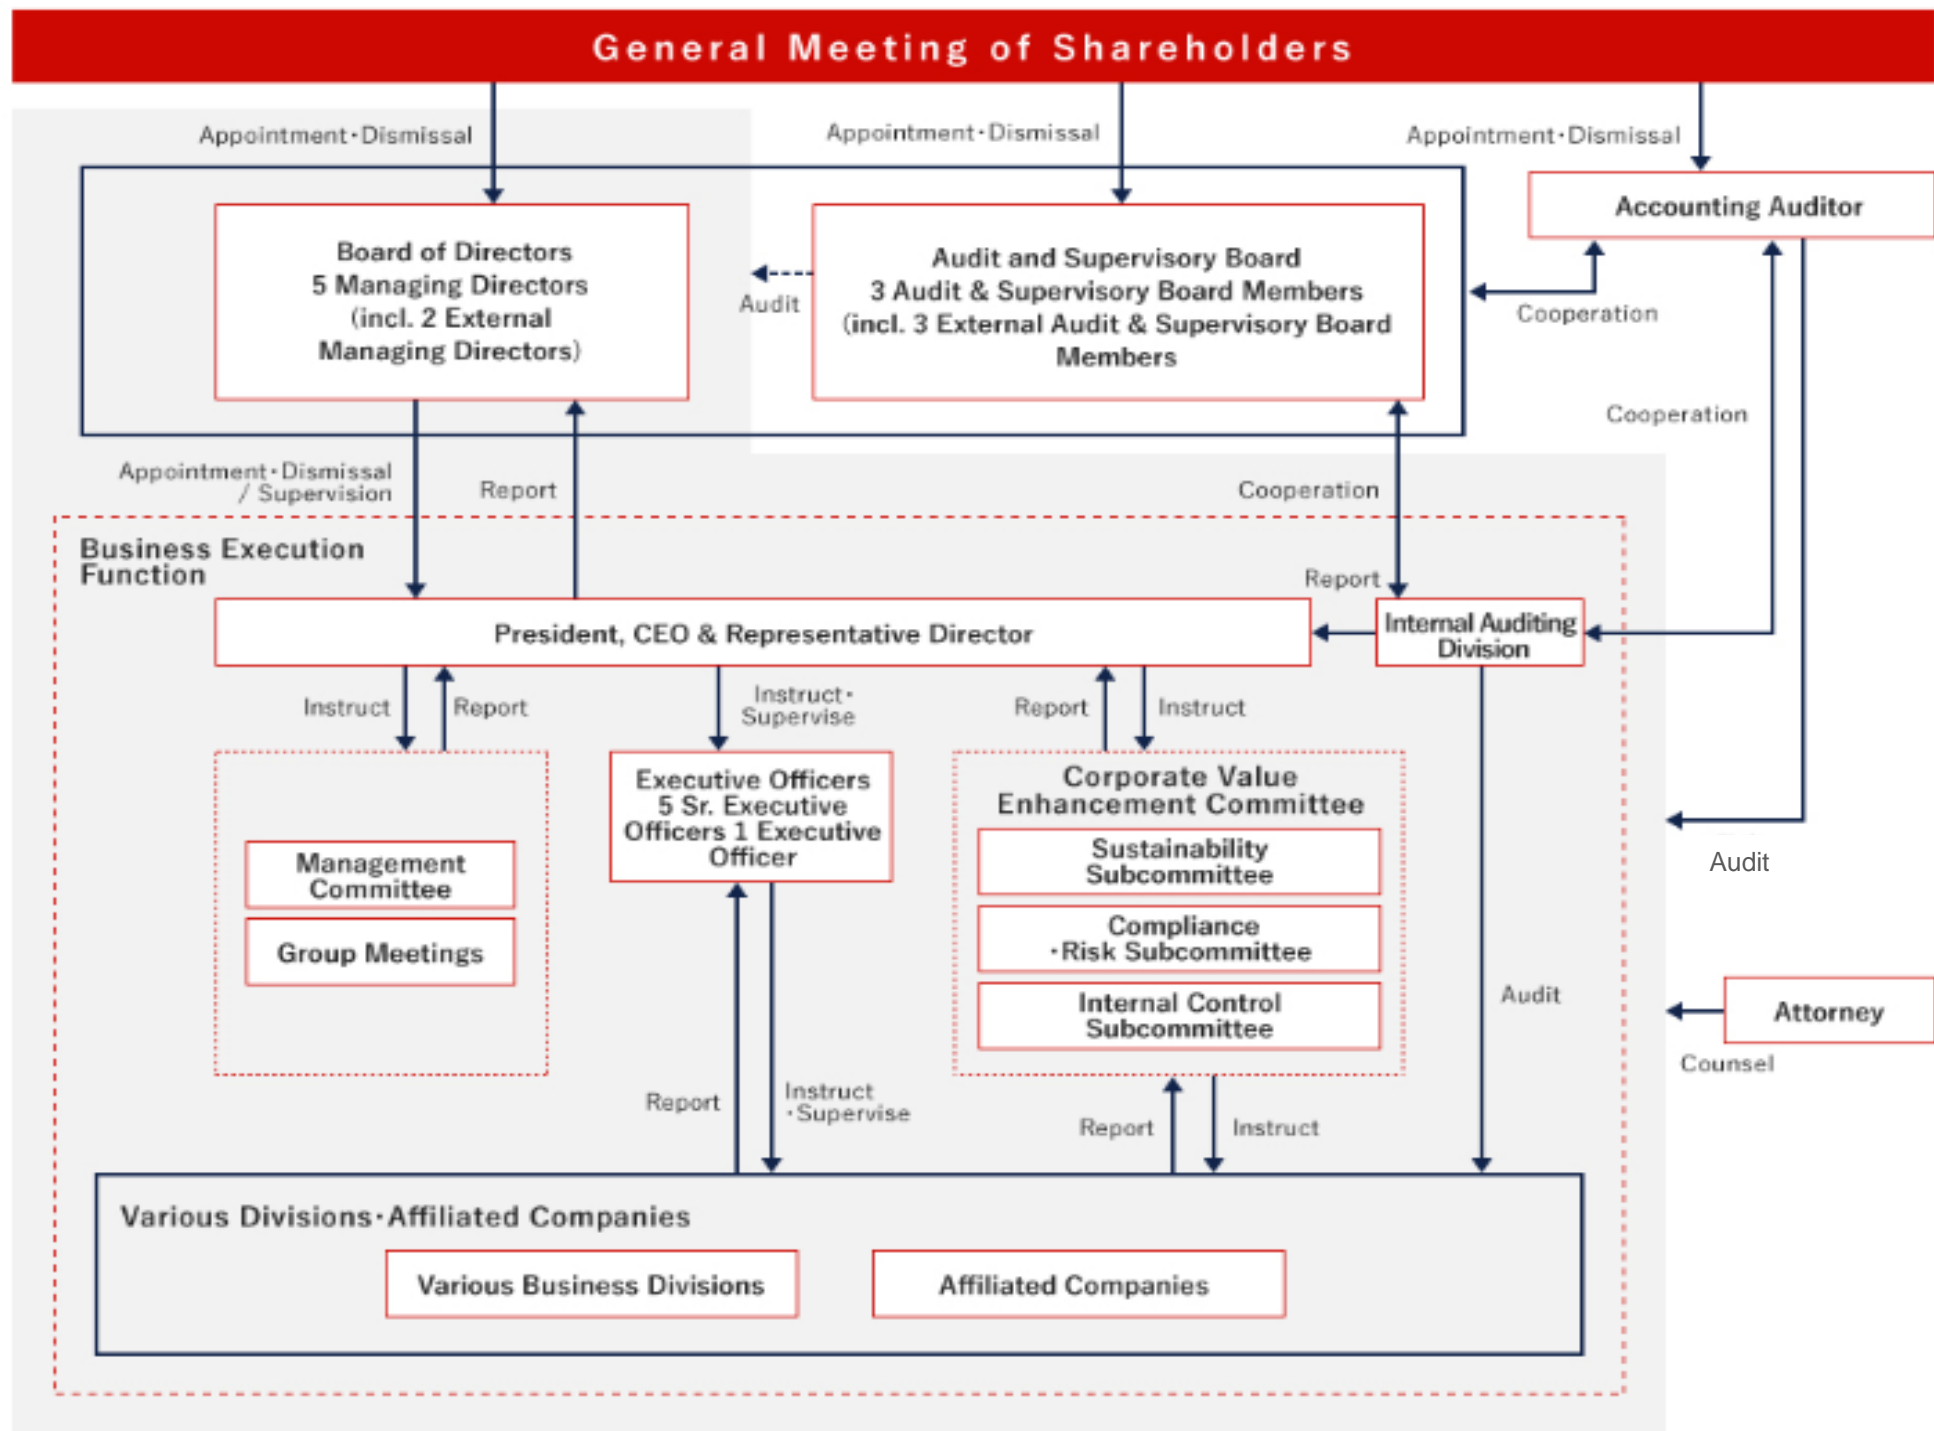 General Meeting of Shareholders
Appointment・Dismissal
Appointment・Dismissal
Appointment・Dismissal
Accounting Auditor
Board of Directors
5 Managing Directors
(incl. 2 External
Managing Directors)
Audit
Audit and Supervisory Board
3 Audit & Supervisory Board Members
(incl. 3 External Audit & Supervisory Board
Members
Cooperation
Cooperation
Appointment・Dismissal
/ Supervision
Report
Cooperation
Business Execution
Function
Report
President, CEO & Representative Director
Internal Auditing
Division
Instruct
Report
Instruct・
Supervise
Report
Instruct
Management
Committee
Group Meetings
Executive Officers
5 Sr. Executive
Officers 1 Executive
Officer
Corporate Value
Enhancement Committee
Sustainability
Subcommittee
Compliance
・Risk Subcommittee
Internal Control
Subcommittee
Audit
Audit
Attorney
Counsel
Report
Instruct
・Supervise
Report
Instruct
Various Divisions・Affiliated Companies
Various Business Divisions
Affiliated Companies